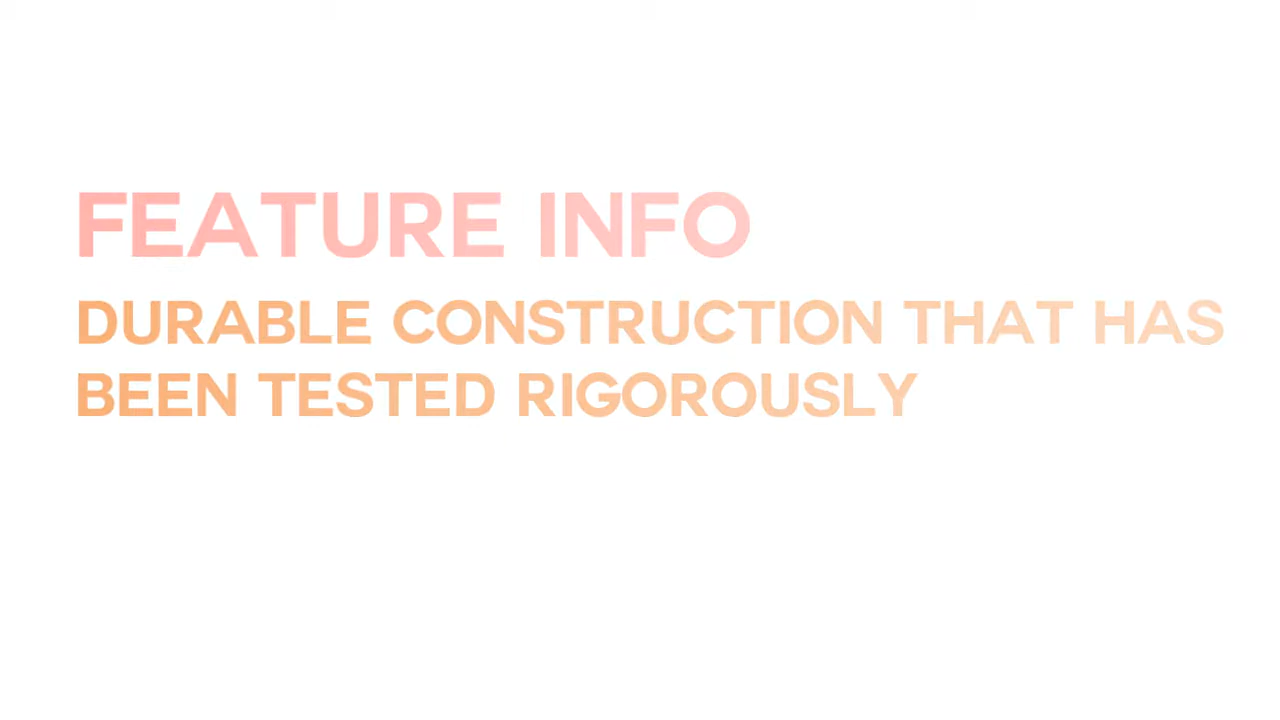 FEATURE INFO
DURABLE CONSTRUCTION THAT HAS
BEEN TESTED RIGOROUSLY